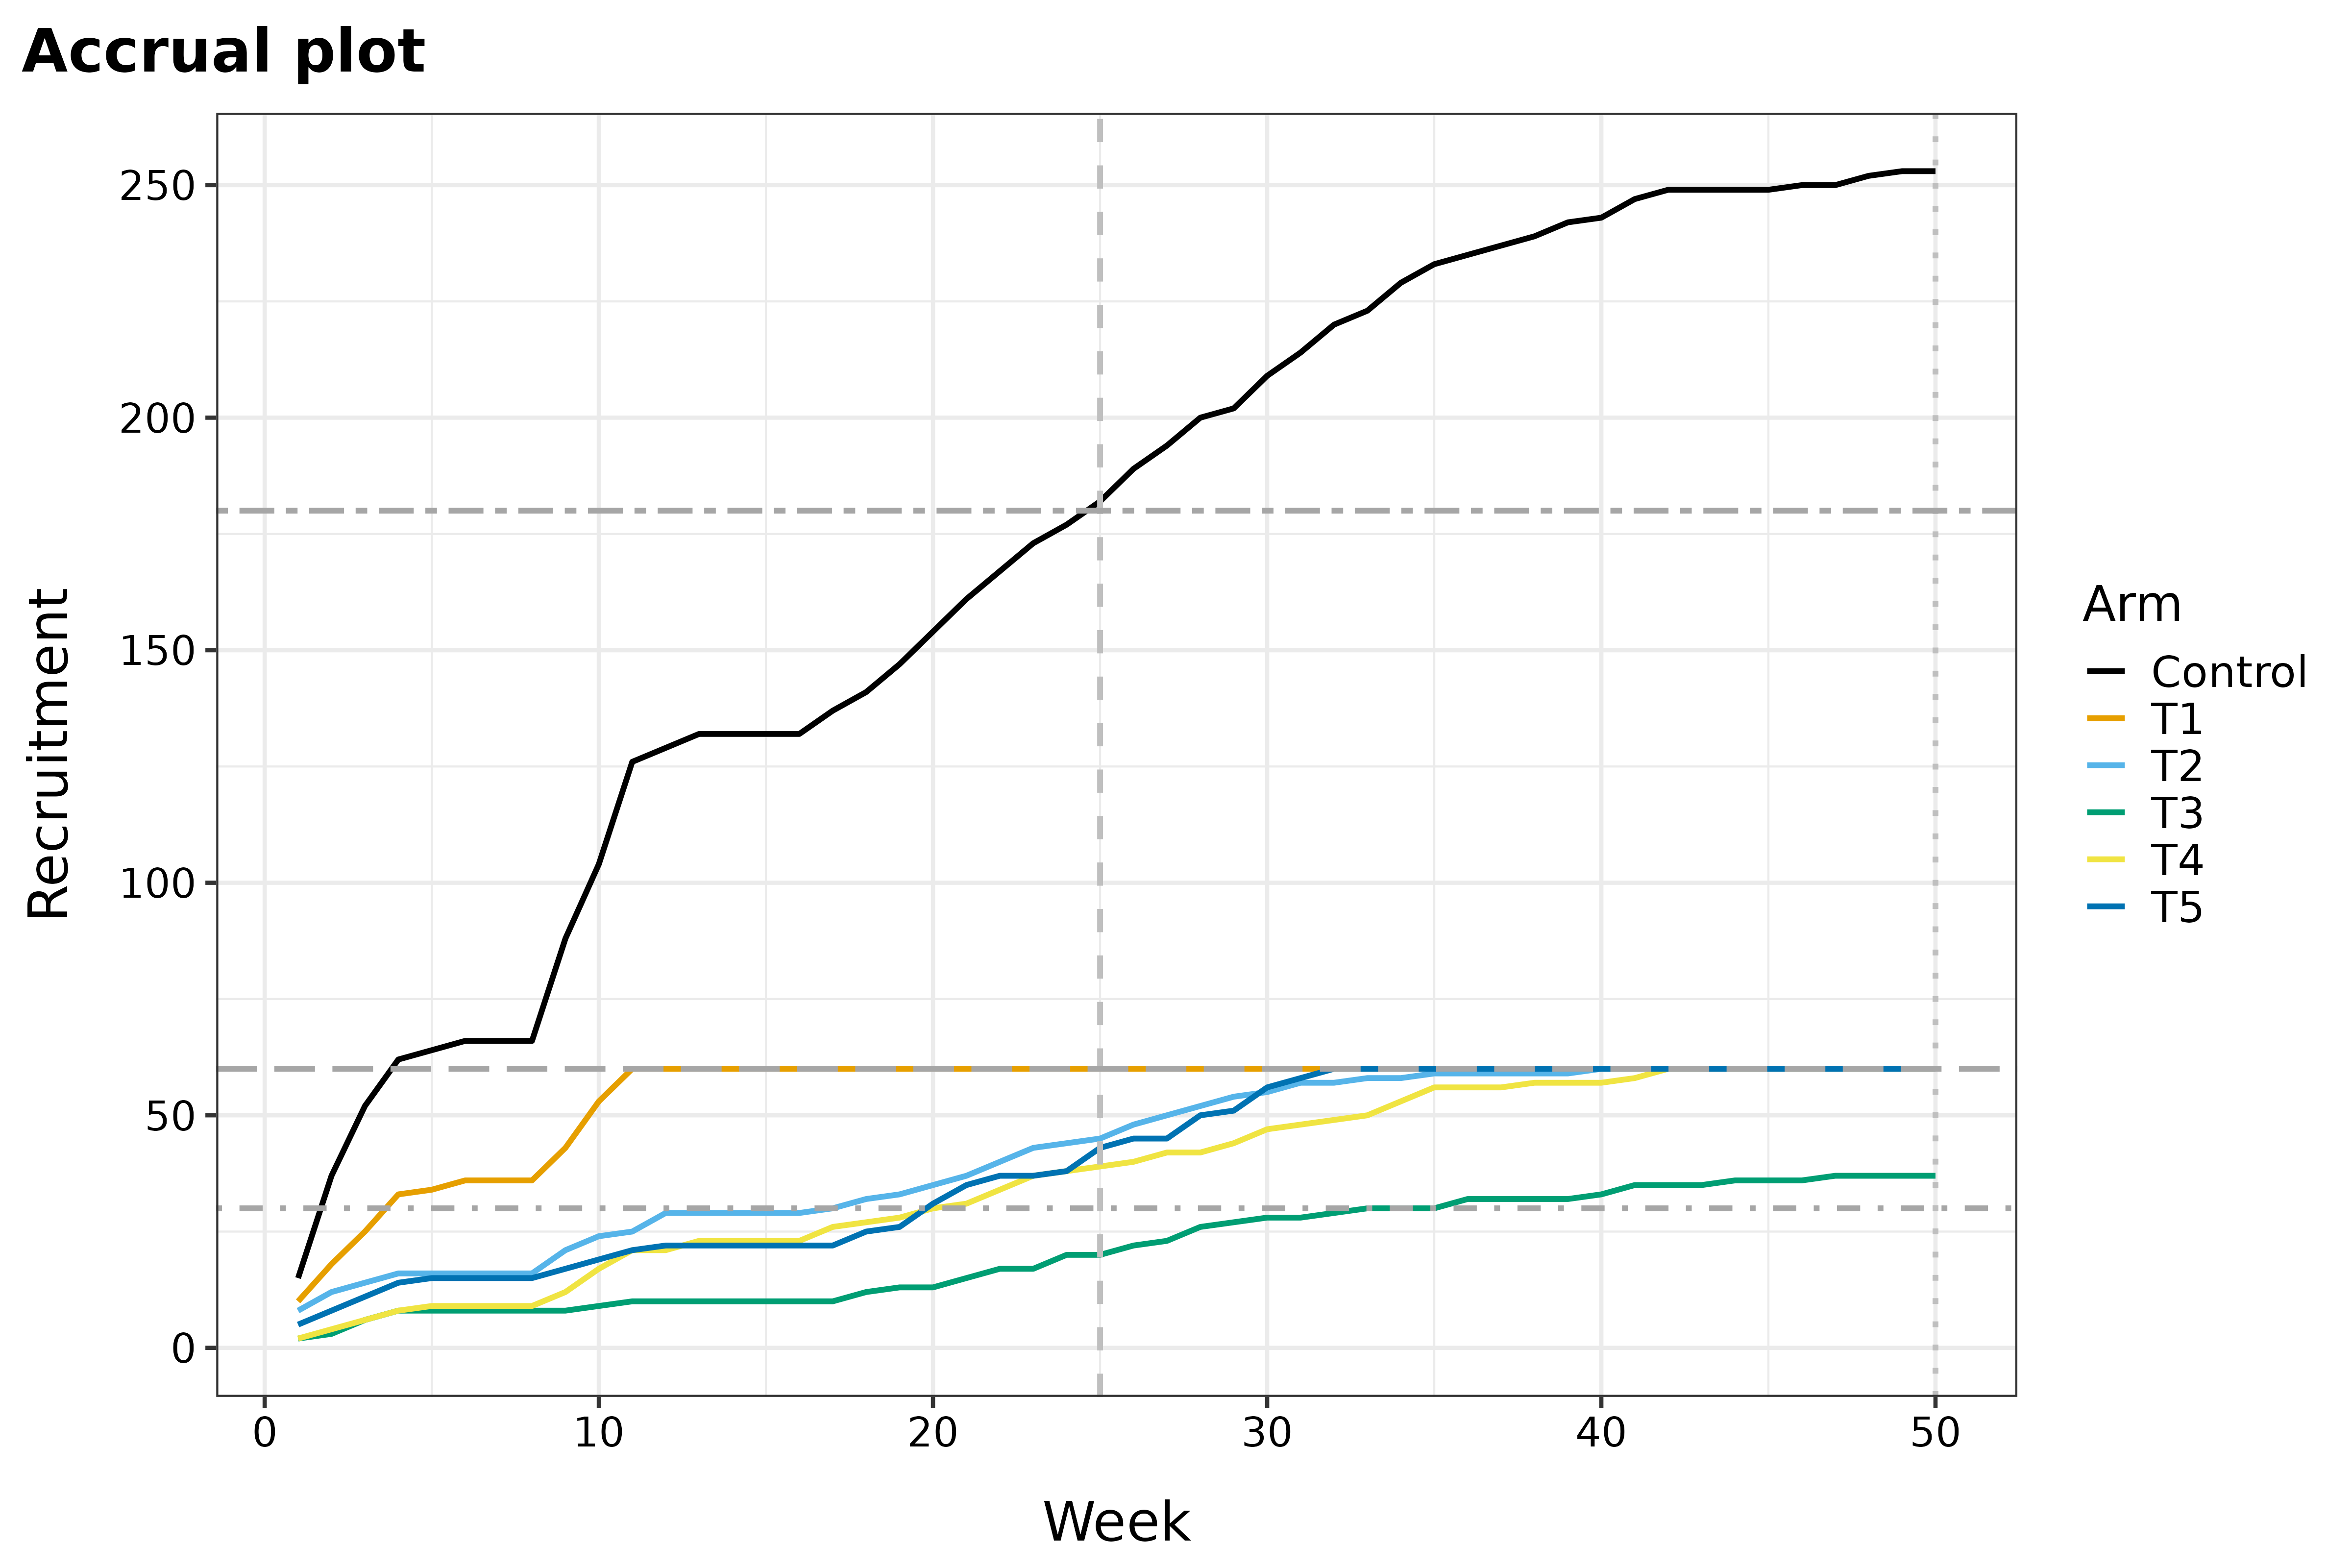 Accrual plot
Recruitment
250
200
150
100
50
0
0 10 20 30 40 50
Week
Arm
Control
T1
T2
T3
T4
T5